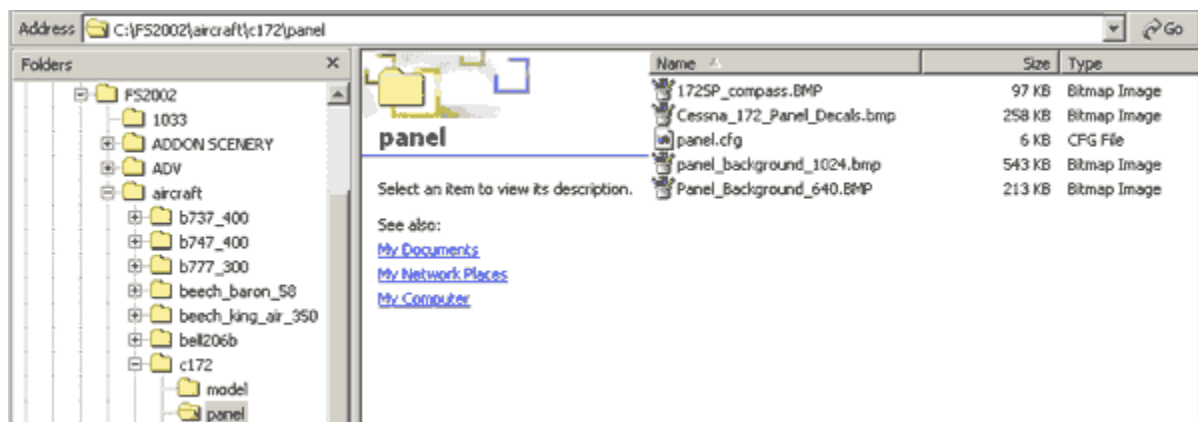 Address C:\FS2002\aircraft\c172\panel Go
Folders ×
FS2002
1033
ADDON SCENERY
ADV
aircraft
b737_400
b747_400
b777_300
beech_baron_58
beech_king_air_350
bell206b
c172
model
panel
panel
Select an item to view its description.
See also:
My Documents
My Network Places
My Computer
Name Size Type
172SP_compass.BMP 97 KB Bitmap Image
Cessna_172_Panel_Decals.bmp 258 KB Bitmap Image
panel.cfg 6 KB CFG File
panel_background_1024.bmp 543 KB Bitmap Image
Panel_Background_640.BMP 213 KB Bitmap Image